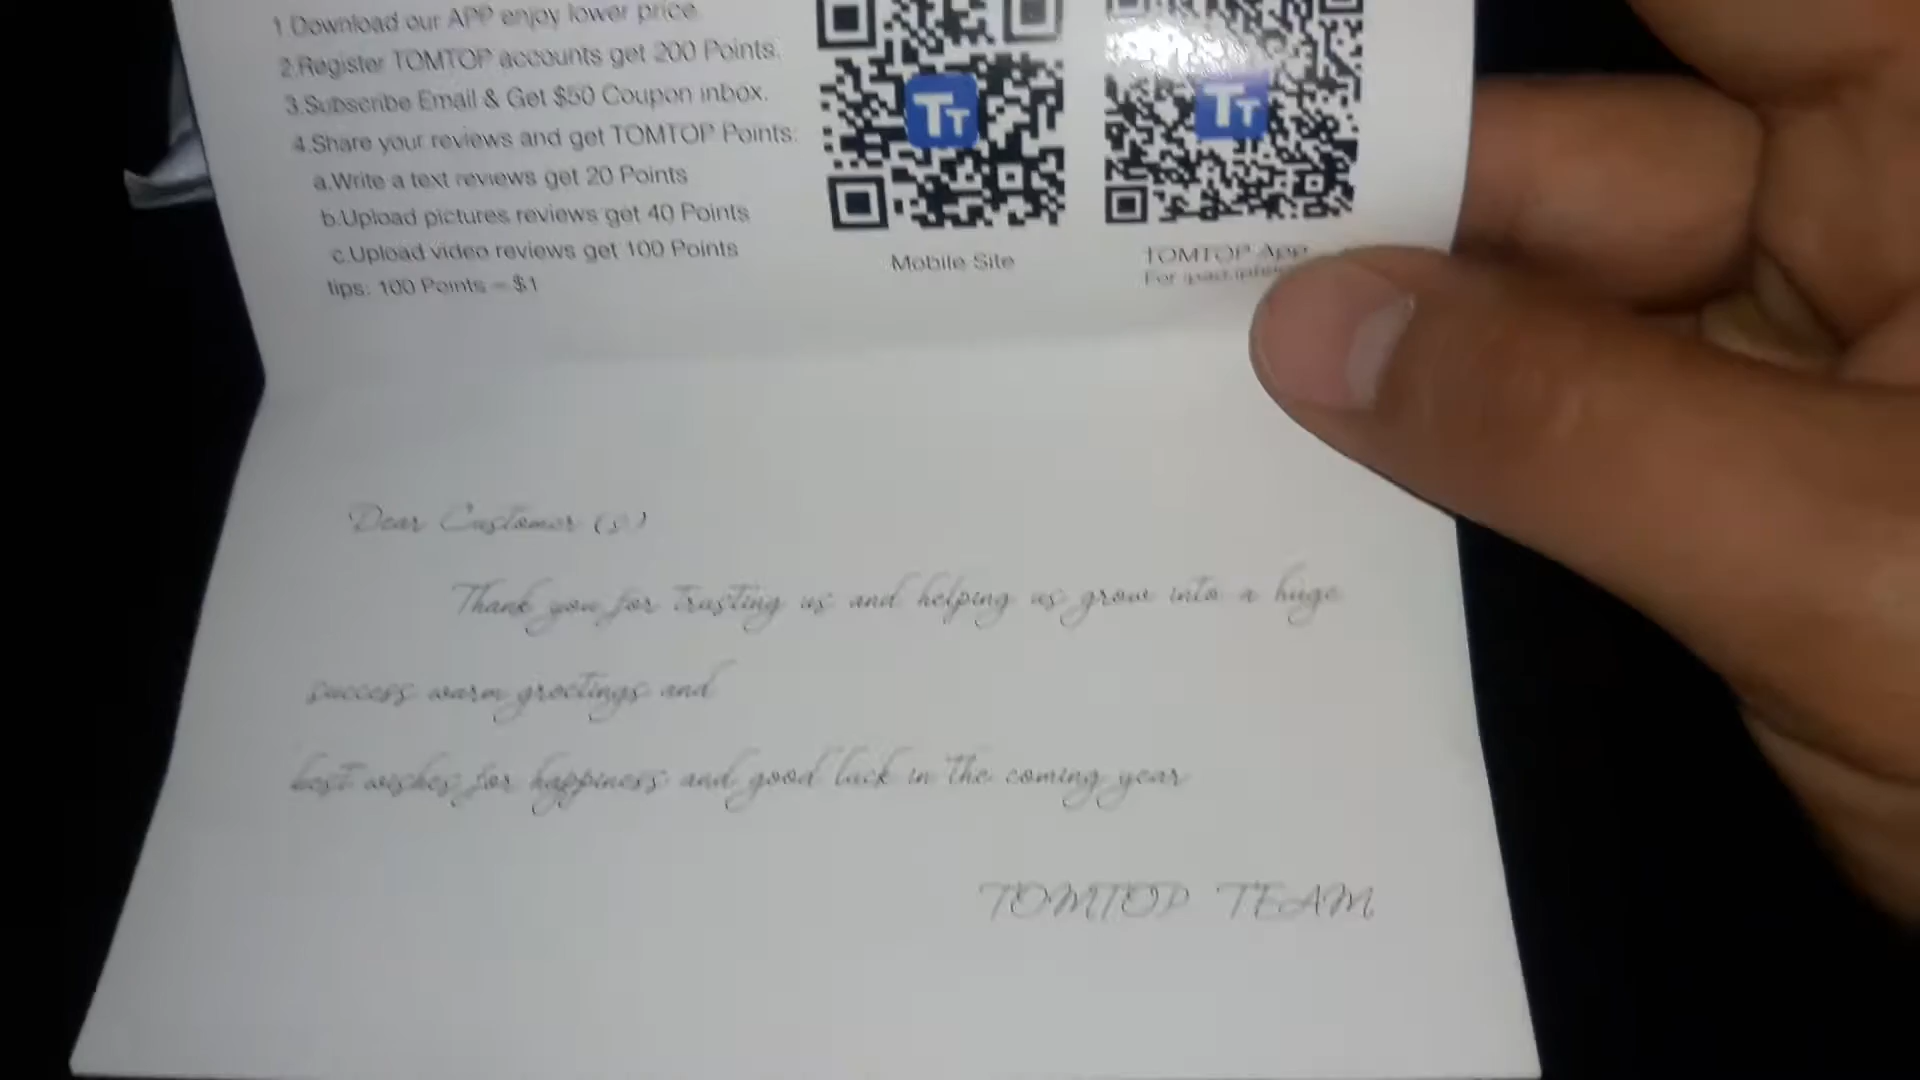 1.Download our APP enjoy lower price.
2.Register TOMTOP accounts get 200 Points.
3.Subscribe Email & Get $50 Coupon inbox.
4.Share your reviews and get TOMTOP Points:
a.Write a text reviews get 20 Points
b.Upload pictures reviews get 40 Points
c.Upload video reviews get 100 Points
tips: 100 Points = $1
TT
TT
Mobile Site
TOMTOP App
For ipad,
Dear Customer (s)
Thank you for trusting us and helping us grow into a huge
success warm greetings and
best wishes for happiness and good luck in the coming year
TOMTOP TEAM